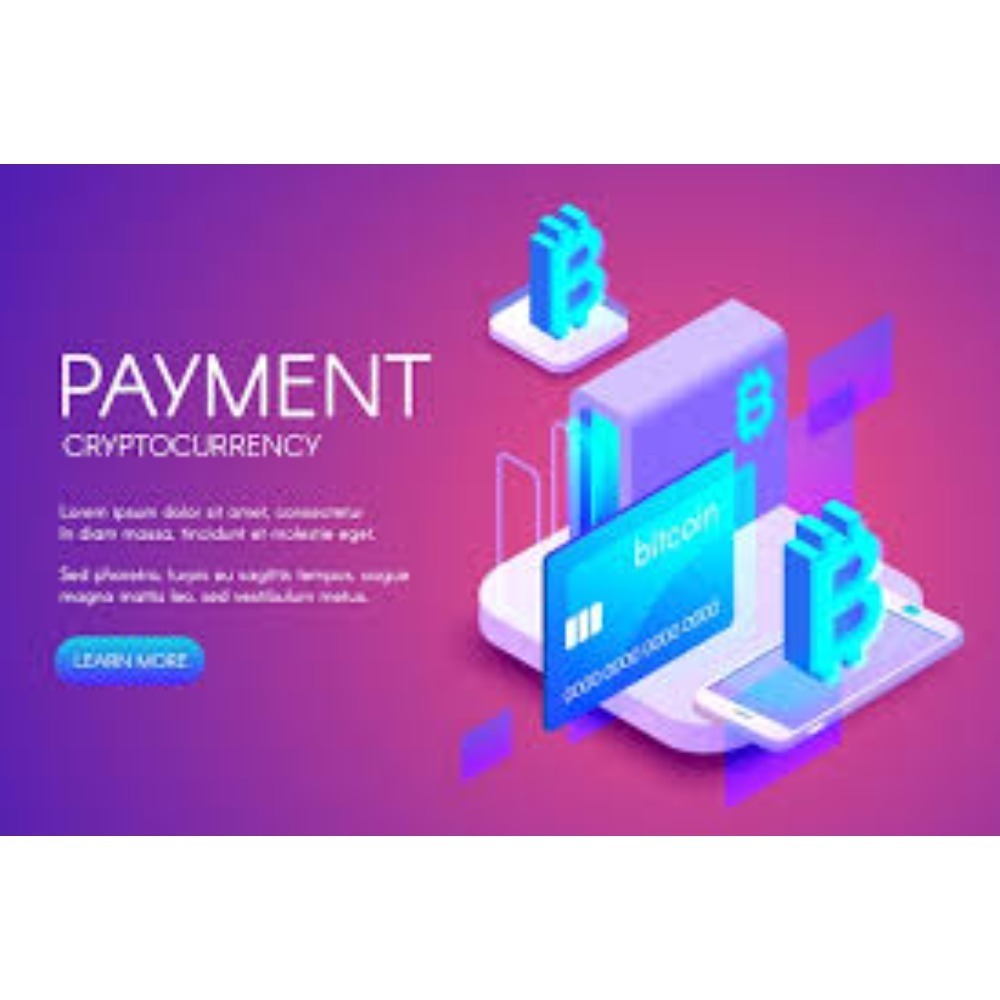 PAYMENT
CRYPTOCURRENCY
Lorem ipsum dolor sit amet, consectetur
In diam massa, tincidunt et molestie eget.
Sed pharetra, turpis eu sagittis tempus, augue
magna mattis leo, sed vestibulum metus.
LEARN MORE
bitcoin
0000 0000 0000 0000